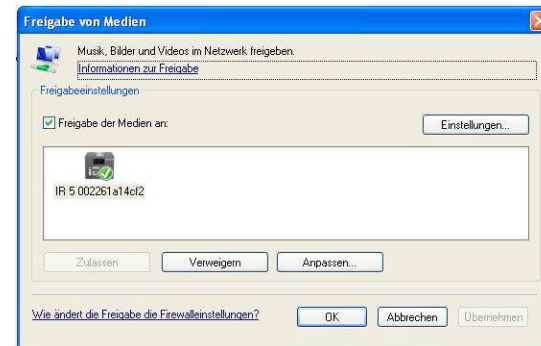 Freigabe von Medien
Musik, Bilder und Videos im Netzwerk freigeben.
Informationen zur Freigabe
Freigabeeinstellungen
Freigabe der Medien an:
Einstellungen...
IR 5 002261a14cf2
Zulassen
Verweigern
Anpassen...
Wie ändert die Freigabe die Firewalleinstellungen?
OK
Abbrechen
Übernehmen